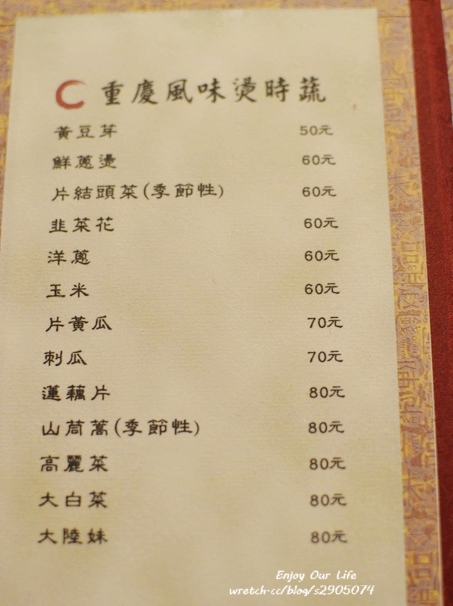 重慶風味燙時蔬
黃豆芽 50元
鮮蔥燙 60元
片結頭菜(季節性) 60元
韭菜花 60元
洋蔥 60元
玉米 60元
片黃瓜 70元
刺瓜 70元
蓮藕片 80元
山茼蒿(季節性) 80元
高麗菜 80元
大白菜 80元
大陸妹 80元
Enjoy Our Life
wretch.cc/blog/s2905074